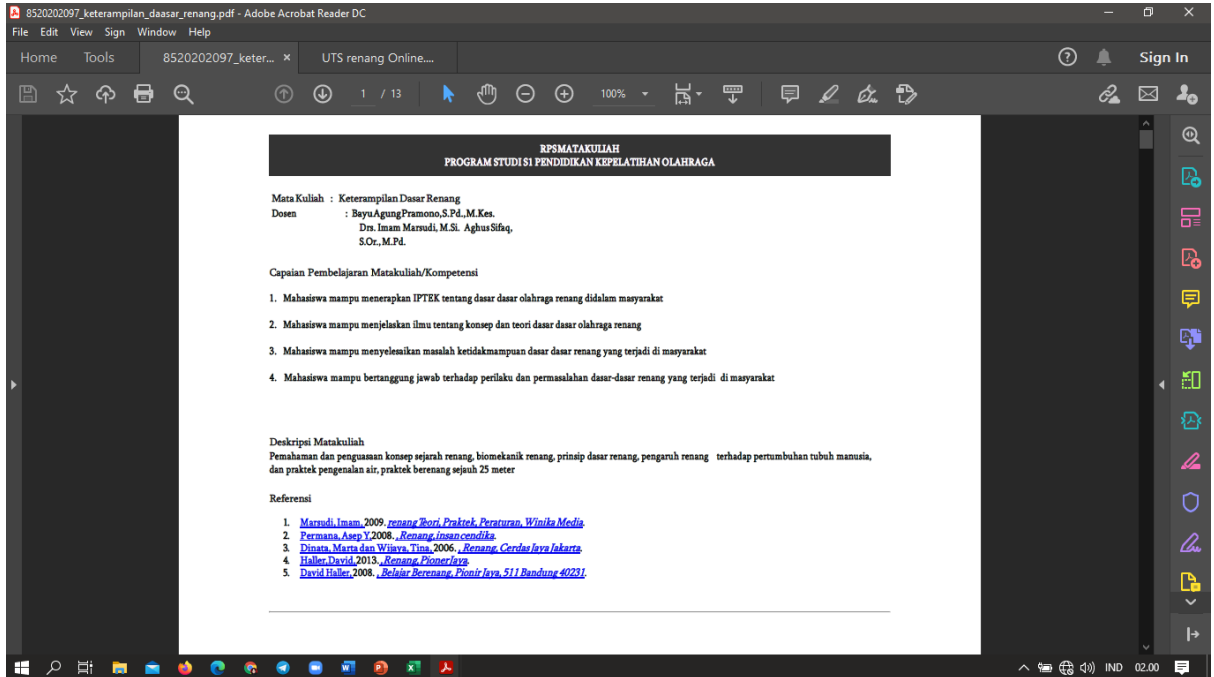 8520202097_keterampilan_daasar_renang.pdf - Adobe Acrobat Reader DC
File Edit View Sign Window Help
Home Tools 8520202097_keter... × UTS renang Online.... Sign In
1 / 13 100%
RPSMATAKULIAH
PROGRAM STUDI S1 PENDIDIKAN KEPELATIHAN OLAHRAGA
Mata Kuliah : Keterampilan Dasar Renang
Dosen : Bayu Agung Pramono, S.Pd.,M.Kes.
Drs. Imam Marsudi, M.Si. Aghus Sifaq,
S.Or., M.Pd.
Capaian Pembelajaran Matakuliah/Kompetensi
1. Mahasiswa mampu menerapkan IPTEK tentang dasar dasar olahraga renang didalam masyarakat
2. Mahasiswa mampu menjelaskan ilmu tentang konsep dan teori dasar dasar olahraga renang
3. Mahasiswa mampu menyelesaikan masalah ketidakmampuan dasar dasar renang yang terjadi di masyarakat
4. Mahasiswa mampu bertanggung jawab terhadap perilaku dan permasalahan dasar-dasar renang yang terjadi di masyarakat
Deskripsi Matakuliah
Pemahaman dan penguasaan konsep sejarah renang, biomekanik renang, prinsip dasar renang, pengaruh renang terhadap pertumbuhan tubuh manusia,
dan praktek pengenalan air, praktek berenang sejauh 25 meter
Referensi
1. Marsudi, Imam, 2009. renang Teori, Praktek, Peraturan, Winika Media.
2. Permana, Asep Y,2008. , Renang, insan cendika.
3. Dinata, Marta dan Wijaya, Tina, 2006. , Renang, Cerdas Jaya Jakarta.
4. Haller, David, 2013. , Renang, Pioner Jaya.
5. David Haller, 2008. , Belajar Berenang, Pionir Jaya, 511 Bandung 40231.
IND 02.00